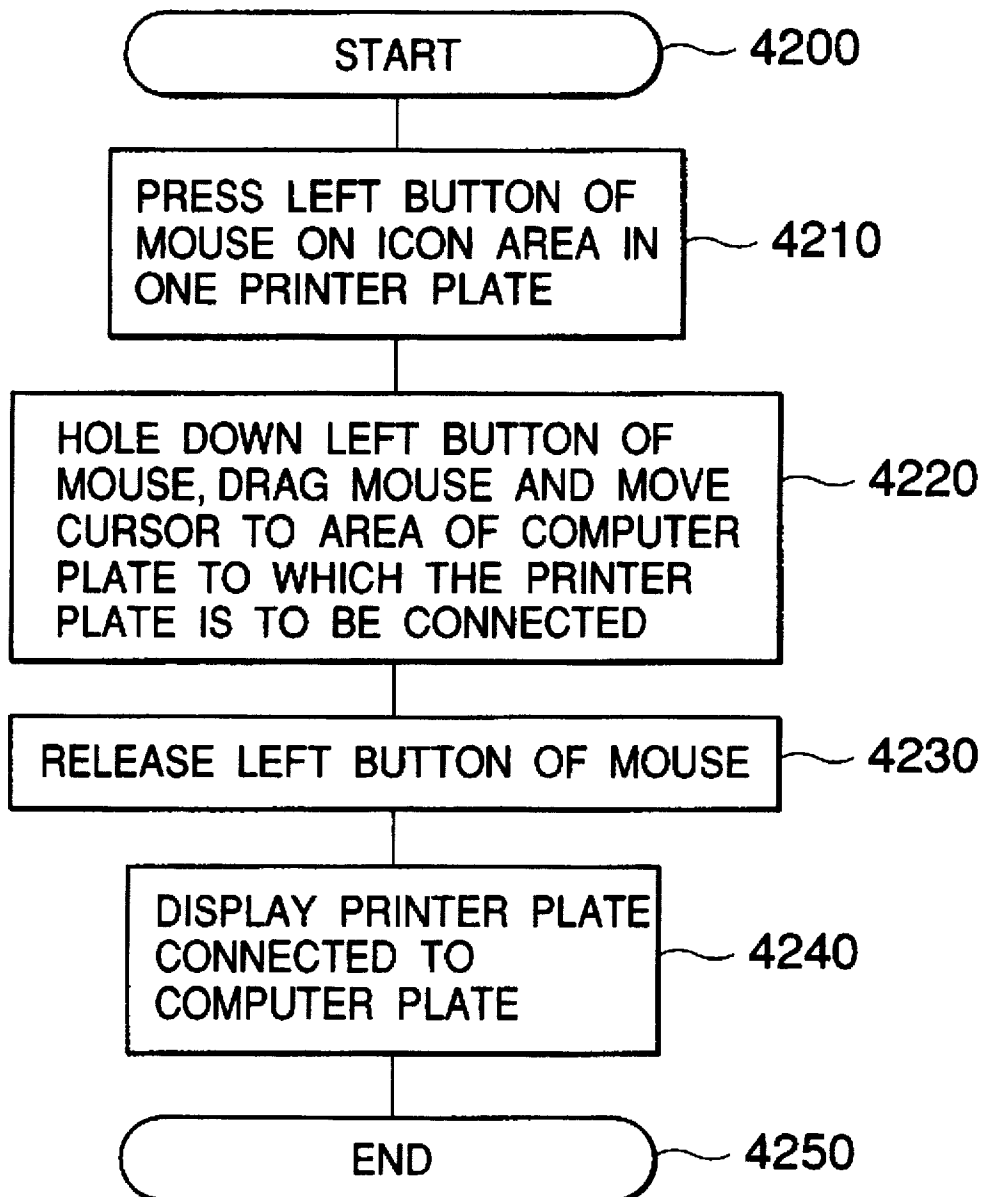 START
4200
PRESS LEFT BUTTON OF
MOUSE ON ICON AREA IN
ONE PRINTER PLATE
4210
HOLE DOWN LEFT BUTTON OF
MOUSE, DRAG MOUSE AND MOVE
CURSOR TO AREA OF COMPUTER
PLATE TO WHICH THE PRINTER
PLATE IS TO BE CONNECTED
4220
RELEASE LEFT BUTTON OF MOUSE
4230
DISPLAY PRINTER PLATE
CONNECTED TO
COMPUTER PLATE
4240
END
4250